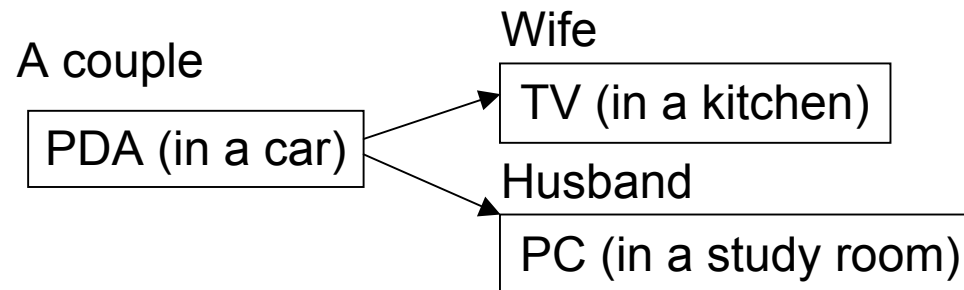 A couple
PDA (in a car)
Wife
TV (in a kitchen)
Husband
PC (in a study room)